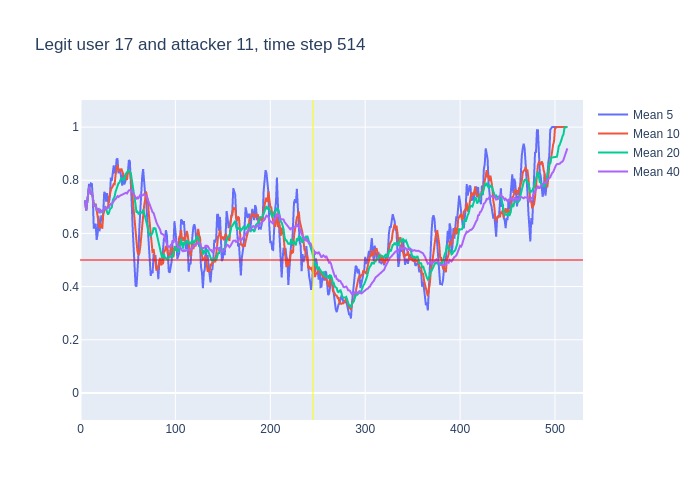 Legit user 17 and attacker 11, time step 514
Mean 5
Mean 10
Mean 20
Mean 40
1
0.8
0.6
0.4
0.2
0
0 100 200 300 400 500